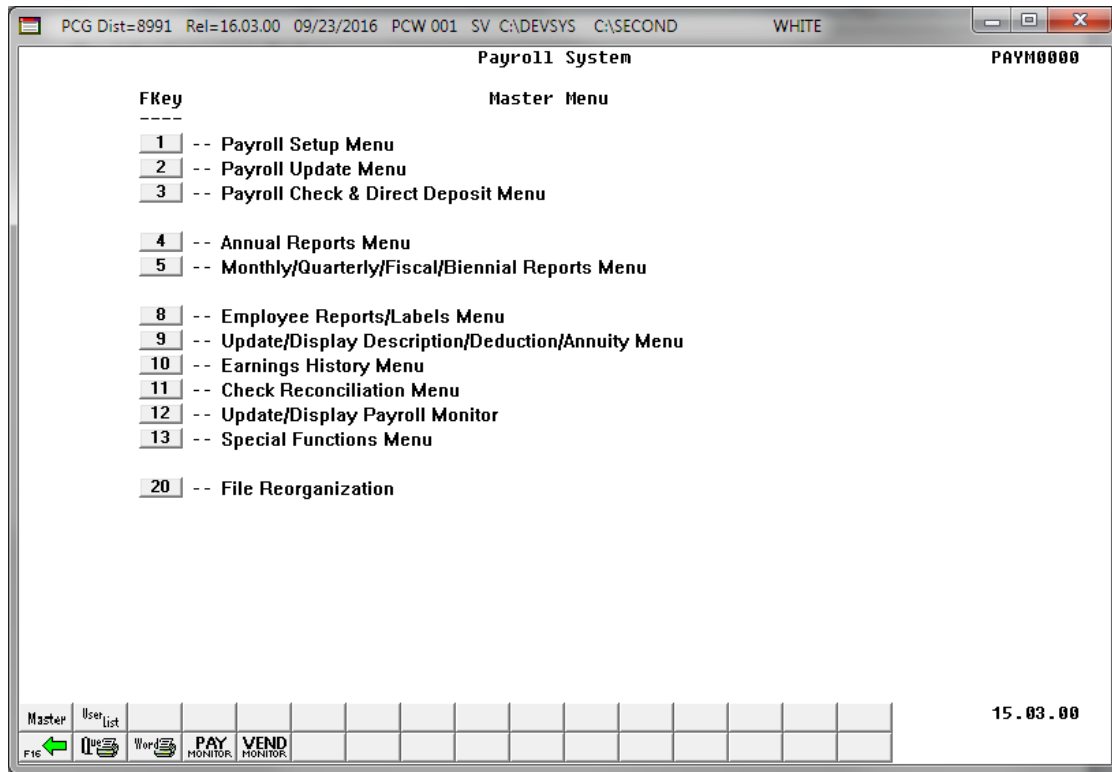 PCG Dist=8991 Rel=16.03.00 09/23/2016 PCW 001 SV C:\DEVSYS C:\SECOND WHITE
Payroll System PAYM0000
FKey Master Menu
----
1 -- Payroll Setup Menu
2 -- Payroll Update Menu
3 -- Payroll Check & Direct Deposit Menu
4 -- Annual Reports Menu
5 -- Monthly/Quarterly/Fiscal/Biennial Reports Menu
8 -- Employee Reports/Labels Menu
9 -- Update/Display Description/Deduction/Annuity Menu
10 -- Earnings History Menu
11 -- Check Reconciliation Menu
12 -- Update/Display Payroll Monitor
13 -- Special Functions Menu
20 -- File Reorganization
Master User List 15.03.00
F16 Que Word PAY MONITOR VEND MONITOR